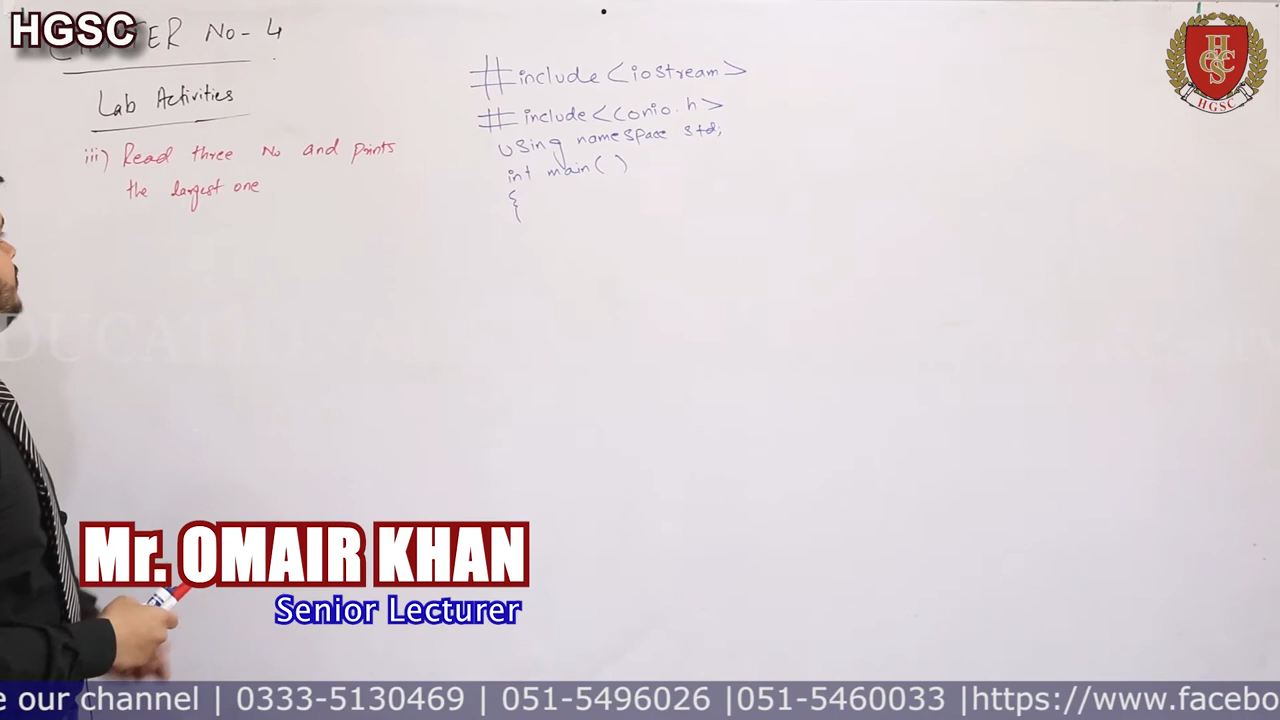 HGSC
CHAPTER No-4
Lab Activities
iii) Read three No and prints
the largest one
#include <iostream>
#include <conio.h>
using namespace std;
int main( )
{
HGSC
Mr. OMAIR KHAN
Senior Lecturer
e our channel | 0333-5130469 | 051-5496026 |051-5460033 |https://www.facebo